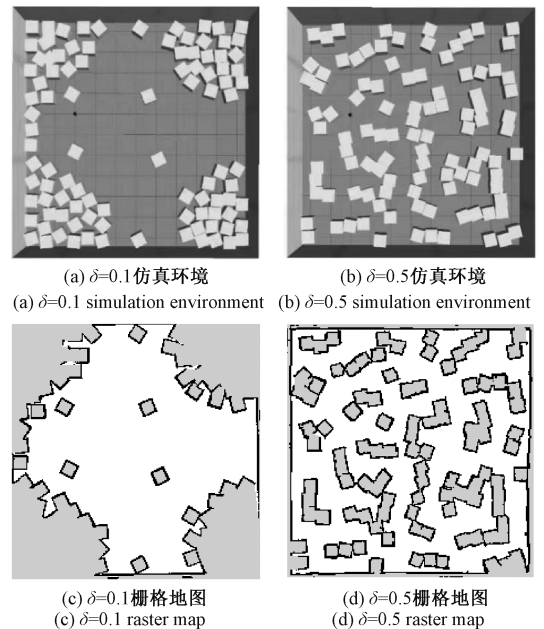 (a) δ=0.1仿真环境
(a) δ=0.1 simulation environment
(b) δ=0.5仿真环境
(b) δ=0.5 simulation environment
(c) δ=0.1栅格地图
(c) δ=0.1 raster map
(d) δ=0.5栅格地图
(d) δ=0.5 raster map